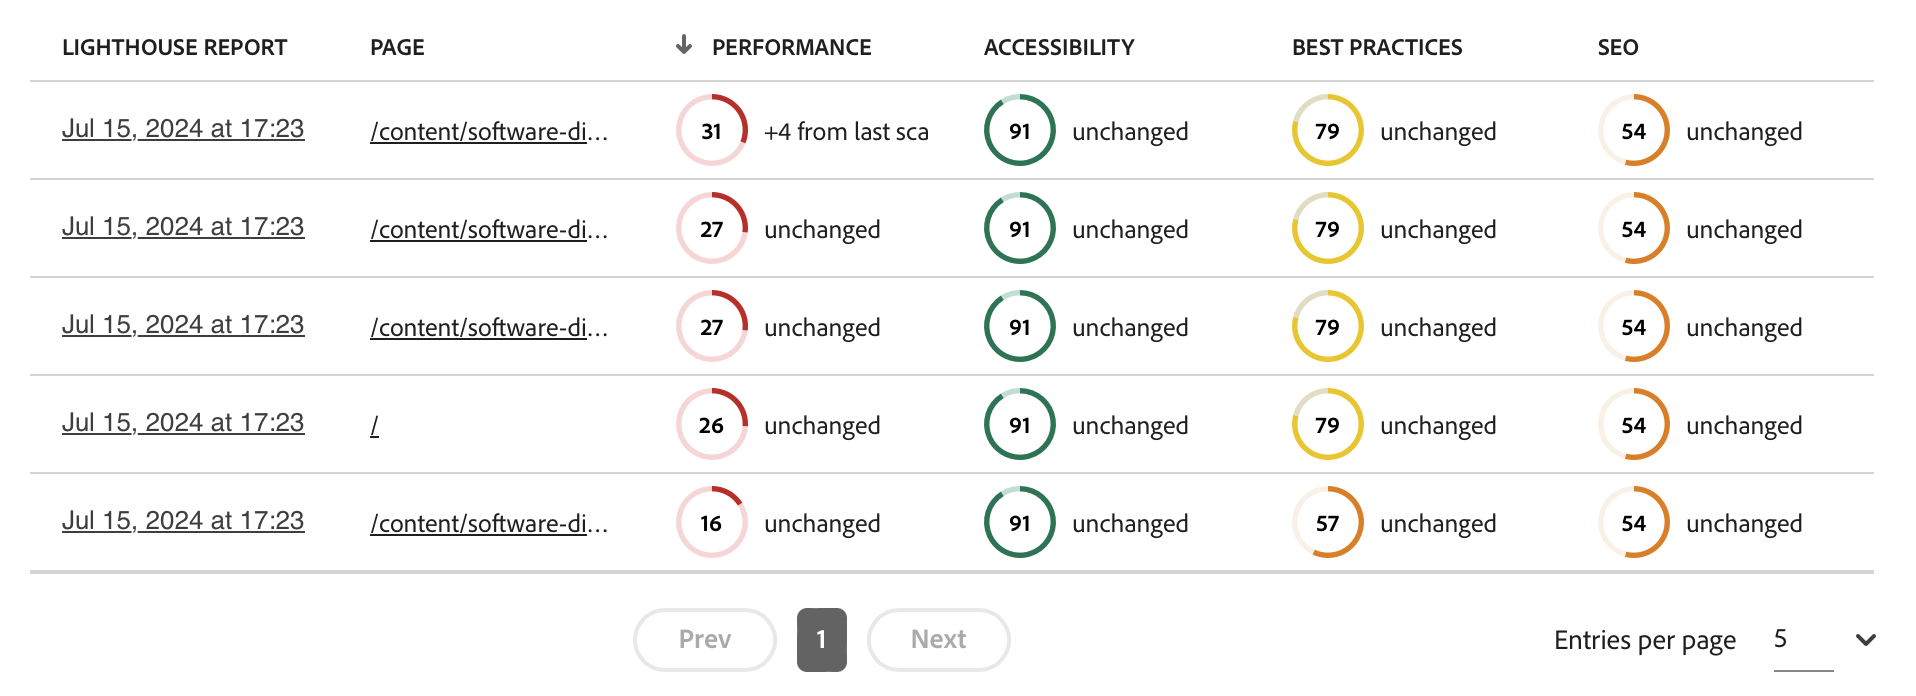 LIGHTHOUSE REPORT PAGE PERFORMANCE ACCESSIBILITY BEST PRACTICES SEO
Jul 15, 2024 at 17:23 /content/software-di... 31 +4 from last sca 91 unchanged 79 unchanged 54 unchanged
Jul 15, 2024 at 17:23 /content/software-di... 27 unchanged 91 unchanged 79 unchanged 54 unchanged
Jul 15, 2024 at 17:23 /content/software-di... 27 unchanged 91 unchanged 79 unchanged 54 unchanged
Jul 15, 2024 at 17:23 / 26 unchanged 91 unchanged 79 unchanged 54 unchanged
Jul 15, 2024 at 17:23 /content/software-di... 16 unchanged 91 unchanged 57 unchanged 54 unchanged
Prev 1 Next Entries per page 5